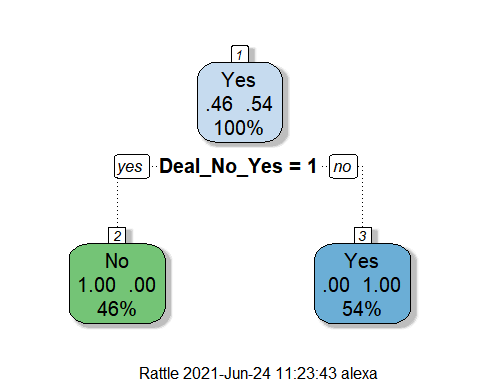 1
Yes
.46 .54
100%
yes Deal_No_Yes = 1 no
2
No
1.00 .00
46%
3
Yes
.00 1.00
54%
Rattle 2021-Jun-24 11:23:43 alexa